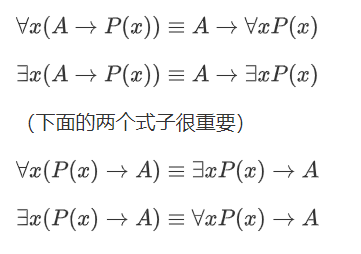 ∀x(A → P(x)) ≡ A → ∀xP(x)
∃x(A → P(x)) ≡ A → ∃xP(x)
（下面的两个式子很重要）
∀x(P(x) → A) ≡ ∃xP(x) → A
∃x(P(x) → A) ≡ ∀xP(x) → A